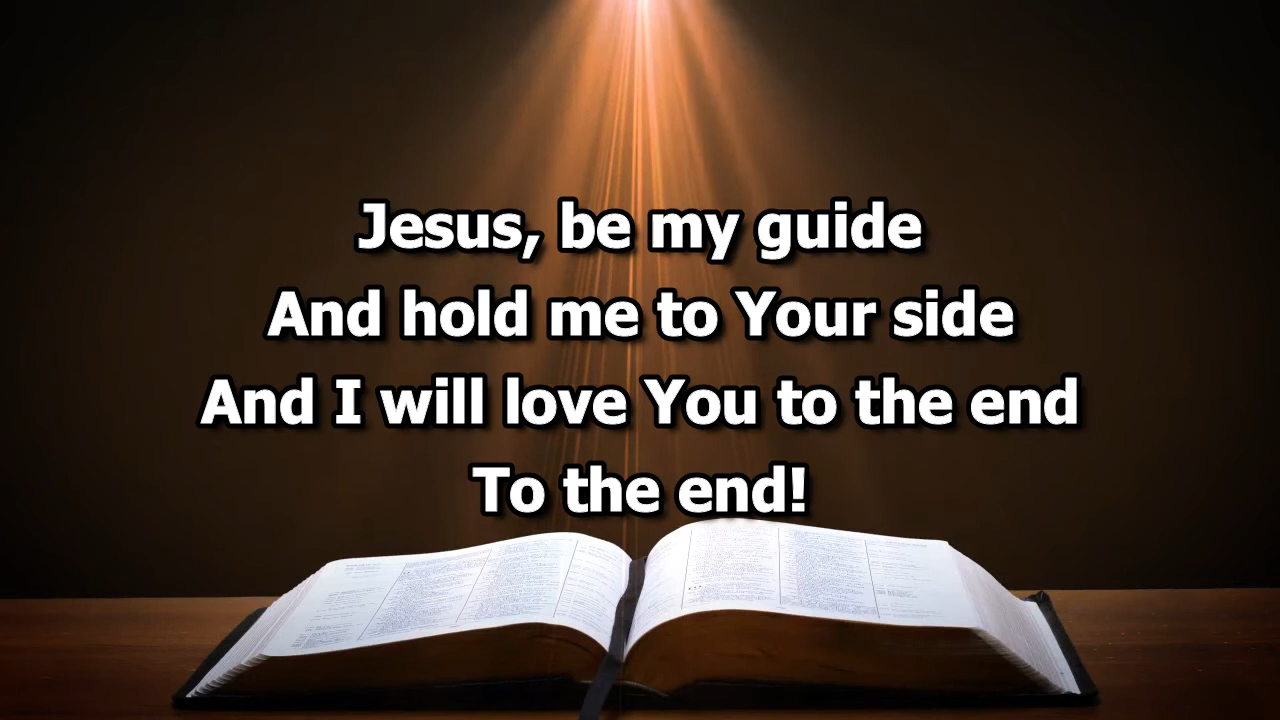 Jesus, be my guide
And hold me to Your side
And I will love You to the end
To the end!